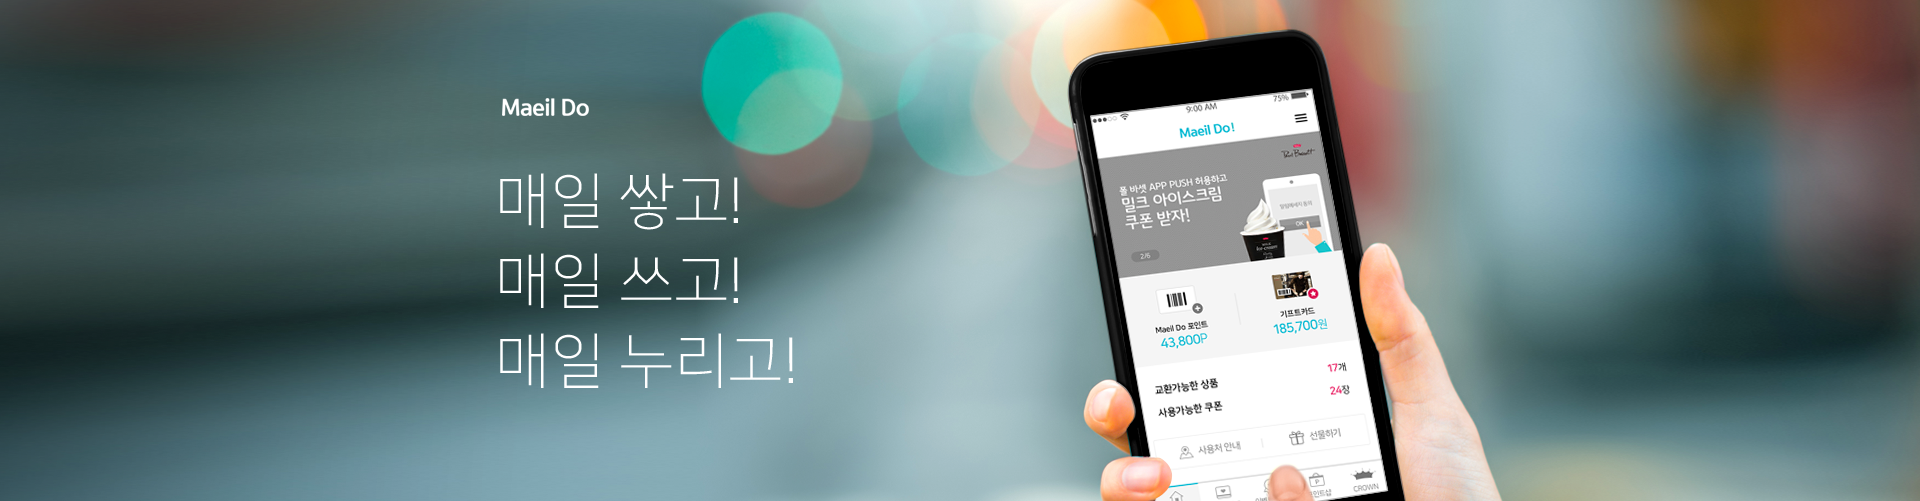 Maeil Do
매일 쌓고!
매일 쓰고!
매일 누리고!
9:00 AM
75%
Maeil Do!
Paul Bassett
폴 바셋 APP PUSH 허용하고
밀크 아이스크림
쿠폰 받자!
OK
2/5
Maeil Do 포인트
43,800P
기프트카드
185,700원
교환가능한 상품
17개
사용가능한 쿠폰
24장
사용처 안내
선물하기
CROWN